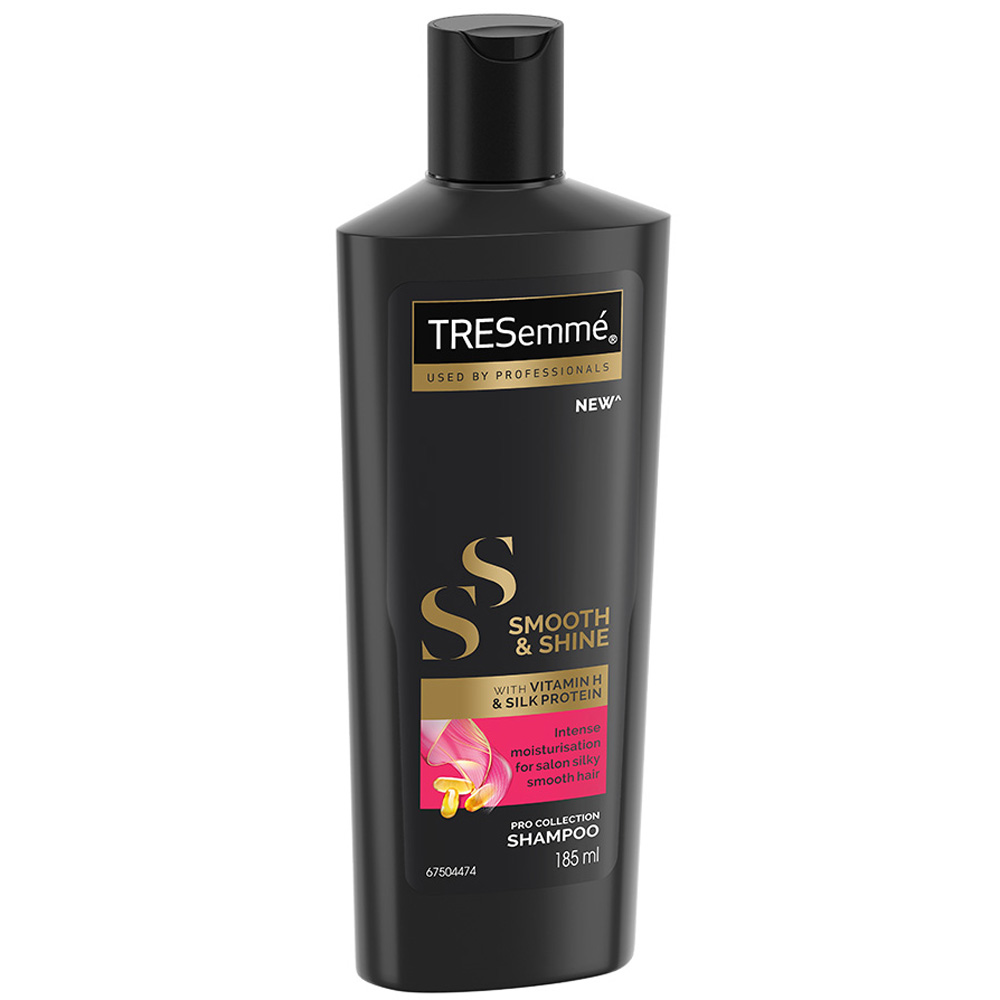 TRESemmé®
USED BY PROFESSIONALS
NEW^
S
S
SMOOTH
& SHINE
WITH VITAMIN H
& SILK PROTEIN
Intense
moisturisation
for salon silky
smooth hair
PRO COLLECTION
SHAMPOO
185 ml
67504474